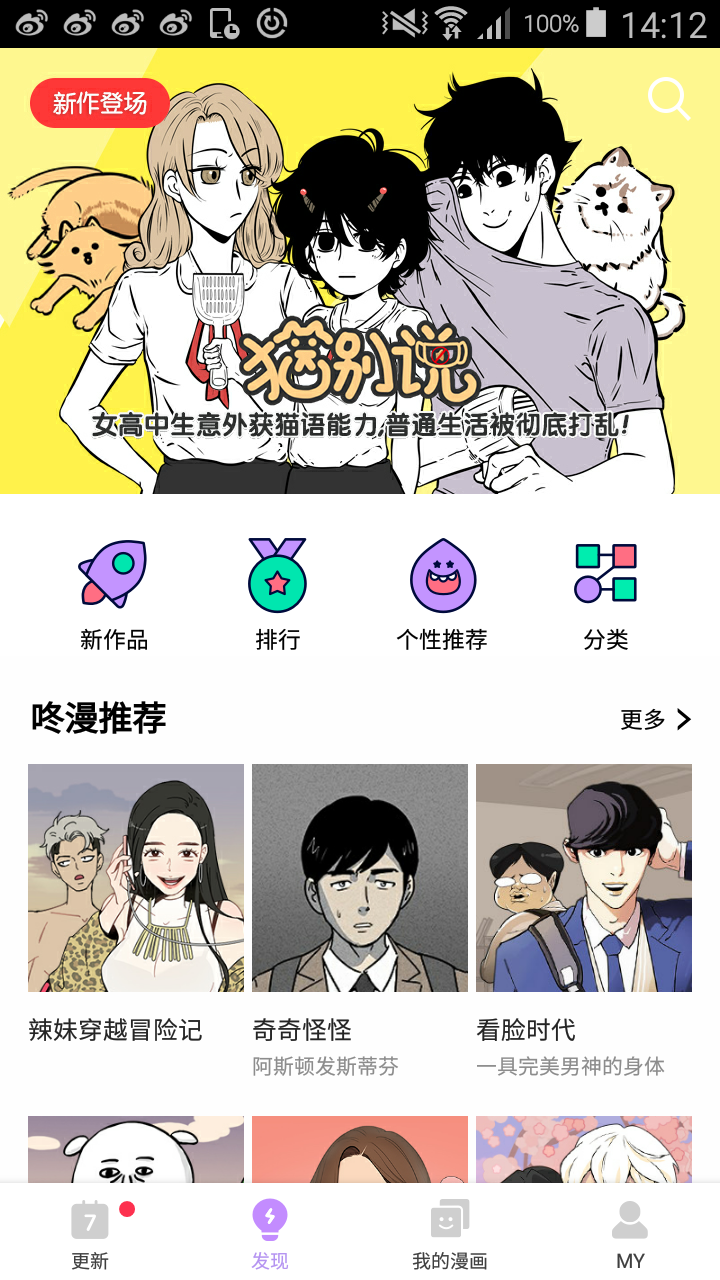 100% 14:12
新作登场
猫别说
女高中生意外获猫语能力,普通生活被彻底打乱!
新作品 排行 个性推荐 分类
咚漫推荐 更多
辣妹穿越冒险记 奇奇怪怪 看脸时代
阿斯顿发斯蒂芬 一具完美男神的身体
7
更新 发现 我的漫画 MY